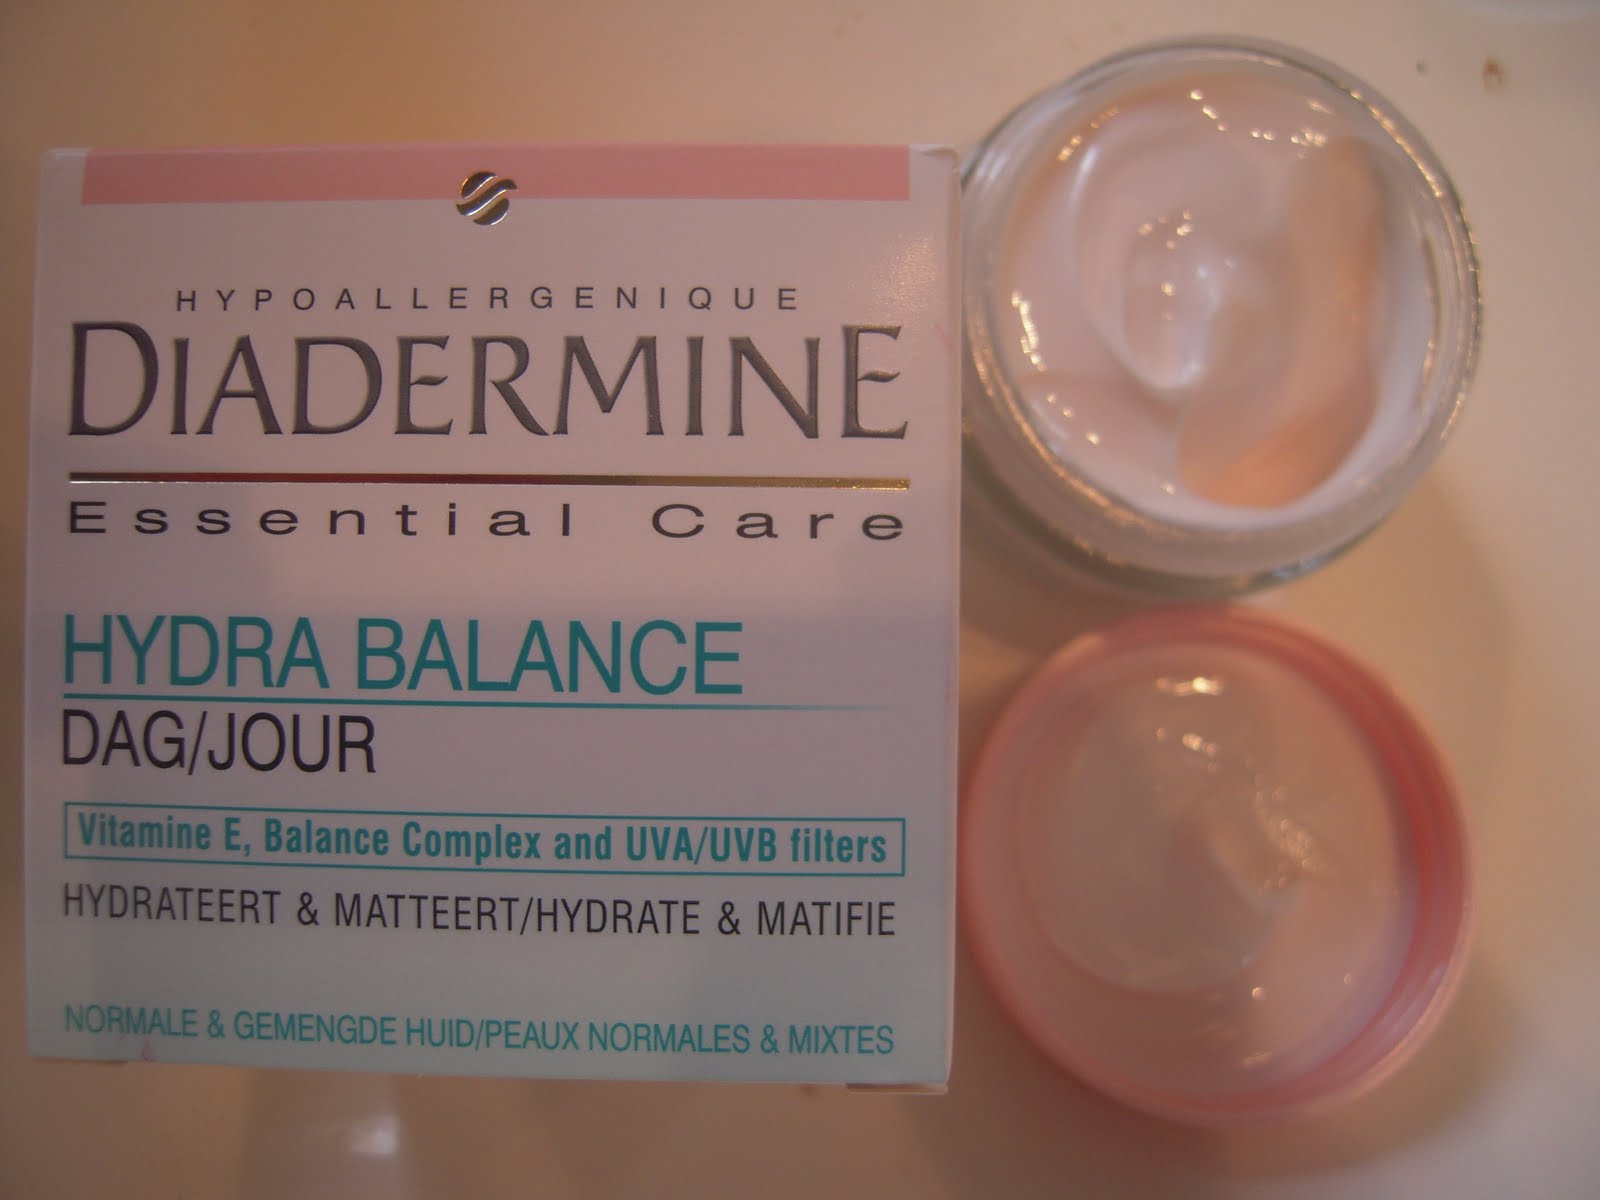 HYPOALLERGENIQUE
DIADERMINE
Essential Care
HYDRA BALANCE
DAG/JOUR
Vitamine E, Balance Complex and UVA/UVB filters
HYDRATEERT & MATTEERT/HYDRATE & MATIFIE
NORMALE & GEMENGDE HUID/PEAUX NORMALES & MIXTES